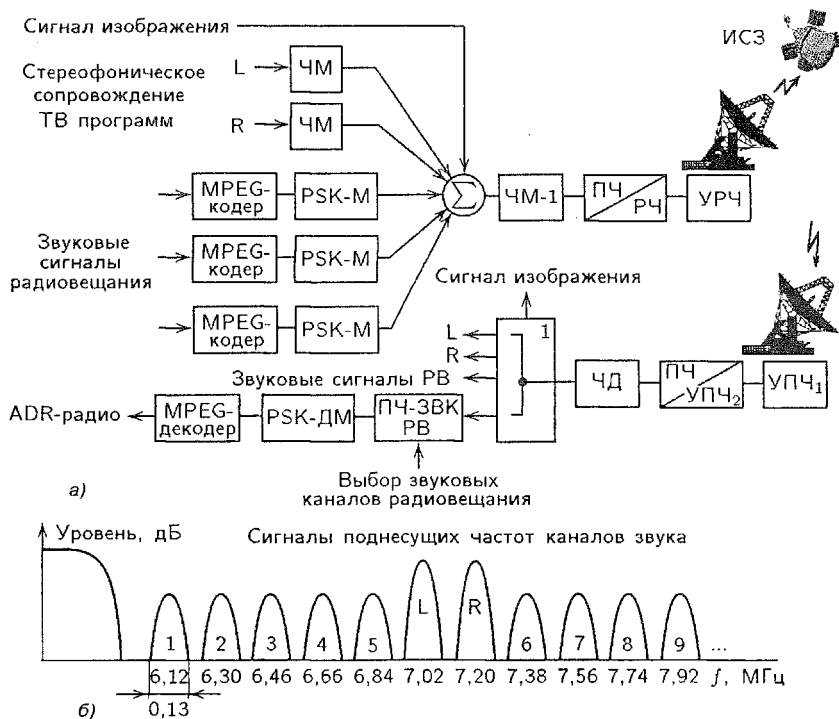 Сигнал изображения
ИСЗ
Стереофоническое
сопровождение
ТВ программ
L
ЧМ
R
ЧМ
MPEG-
кодер
PSK-М
Σ
ЧМ-1
ПЧ
РЧ
УРЧ
Звуковые
сигналы
радиовещания
MPEG-
кодер
PSK-М
MPEG-
кодер
PSK-М
Сигнал изображения
L
R
1
Звуковые сигналы РВ
ЧД
ПЧ
УПЧ₂
УПЧ₁
ADR-радио
MPEG-
декодер
PSK-ДМ
ПЧ-ЗВК
РВ
Выбор звуковых
каналов радиовещания
а)
Уровень, дБ
Сигналы поднесущих частот каналов звука
1 2 3 4 5 L R 6 7 8 9 ...
6,12 6,30 6,46 6,66 6,84 7,02 7,20 7,38 7,56 7,74 7,92 f, МГц
0,13
б)